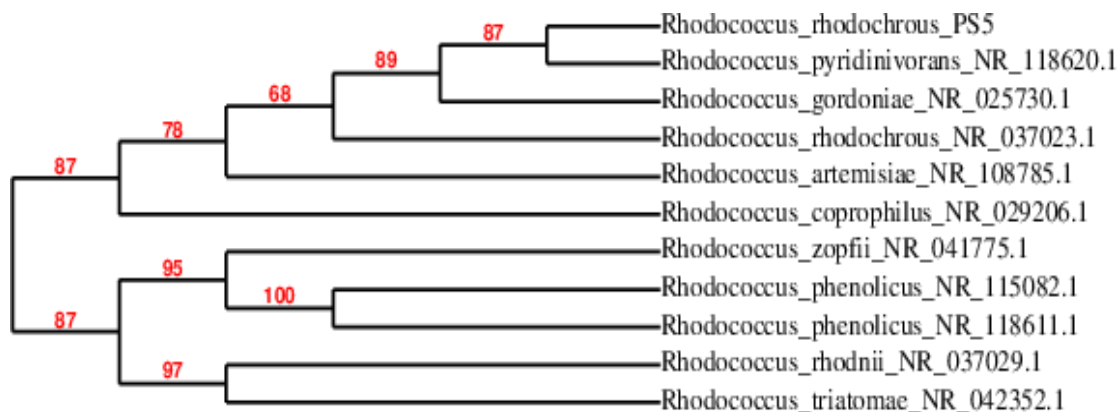 Rhodococcus_rhodochrous_PS5
87
Rhodococcus_pyridinivorans_NR_118620.1
89
Rhodococcus_gordoniae_NR_025730.1
68
Rhodococcus_rhodochrous_NR_037023.1
78
Rhodococcus_artemisiae_NR_108785.1
87
Rhodococcus_coprophilus_NR_029206.1
Rhodococcus_zopfii_NR_041775.1
95
Rhodococcus_phenolicus_NR_115082.1
100
Rhodococcus_phenolicus_NR_118611.1
87
Rhodococcus_rhodnii_NR_037029.1
97
Rhodococcus_triatomae_NR_042352.1